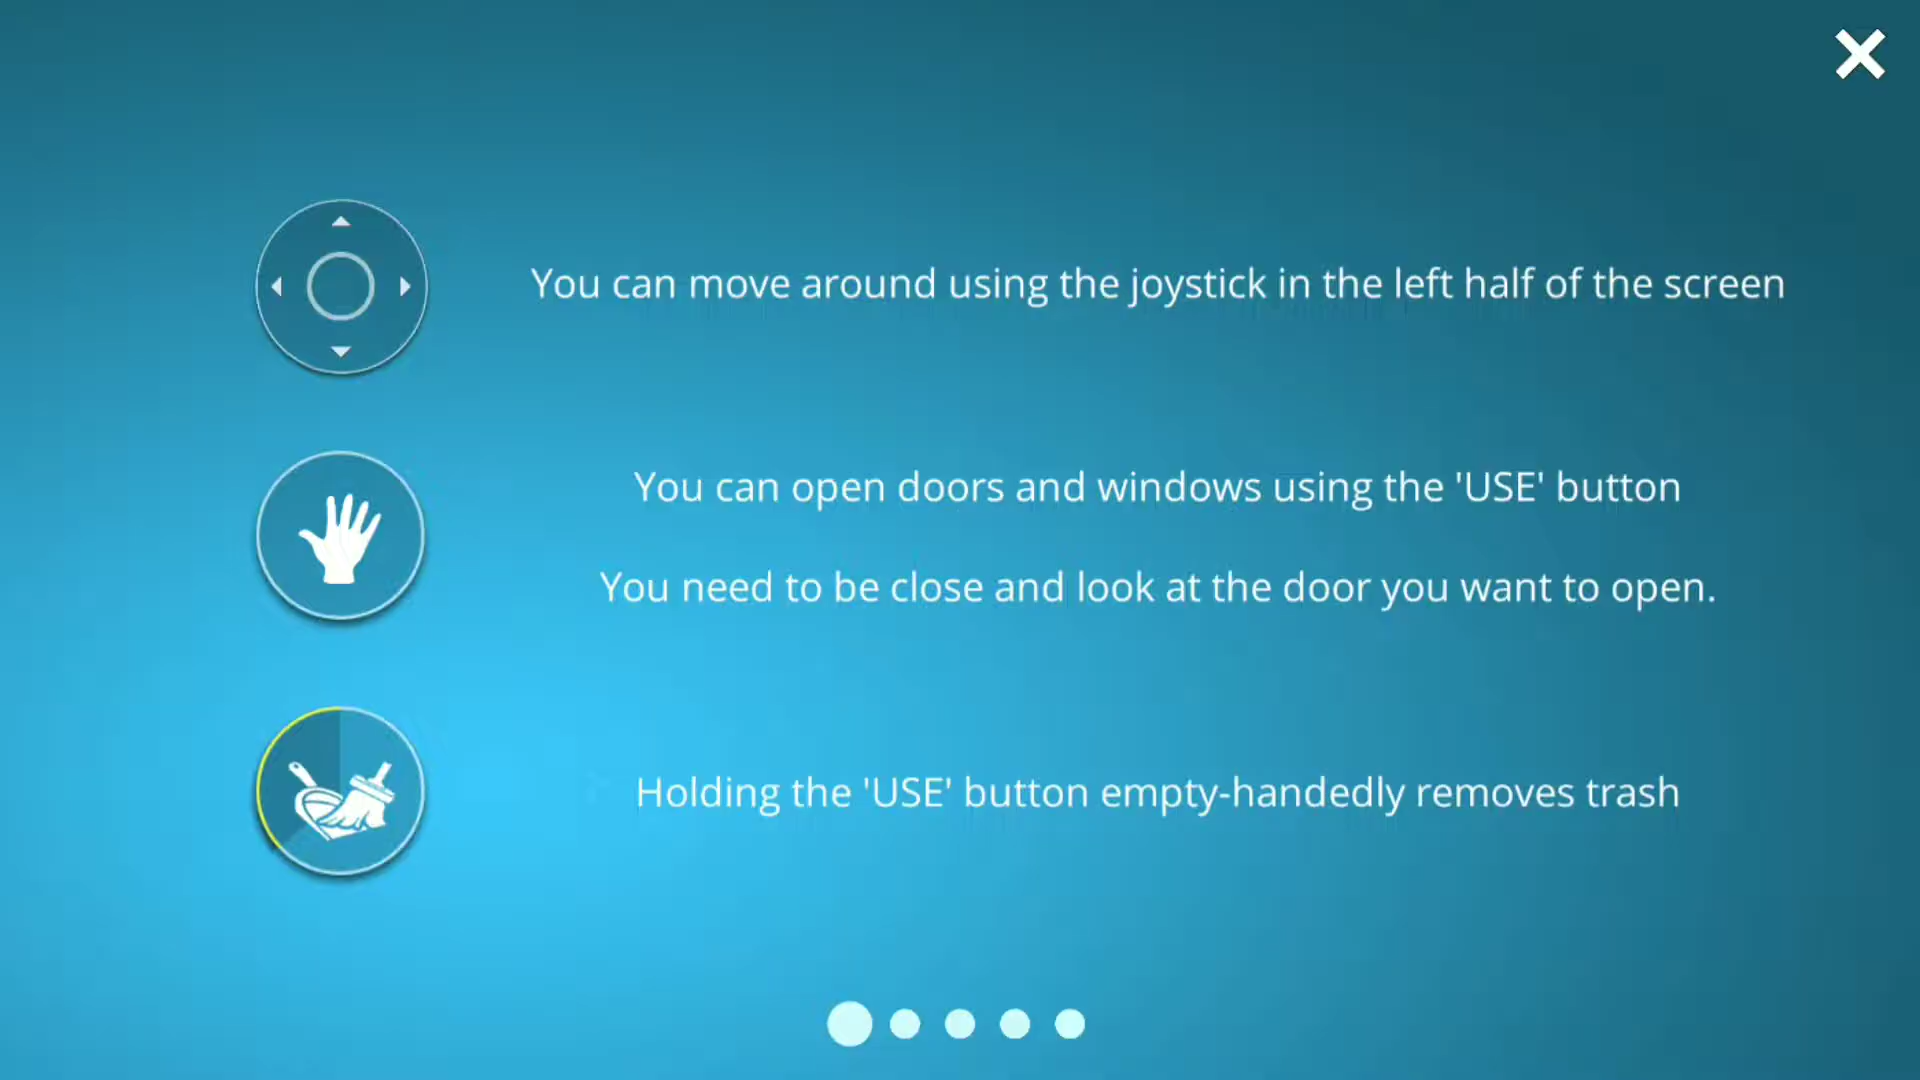 You can move around using the joystick in the left half of the screen
You can open doors and windows using the 'USE' button
You need to be close and look at the door you want to open.
Holding the 'USE' button empty-handedly removes trash